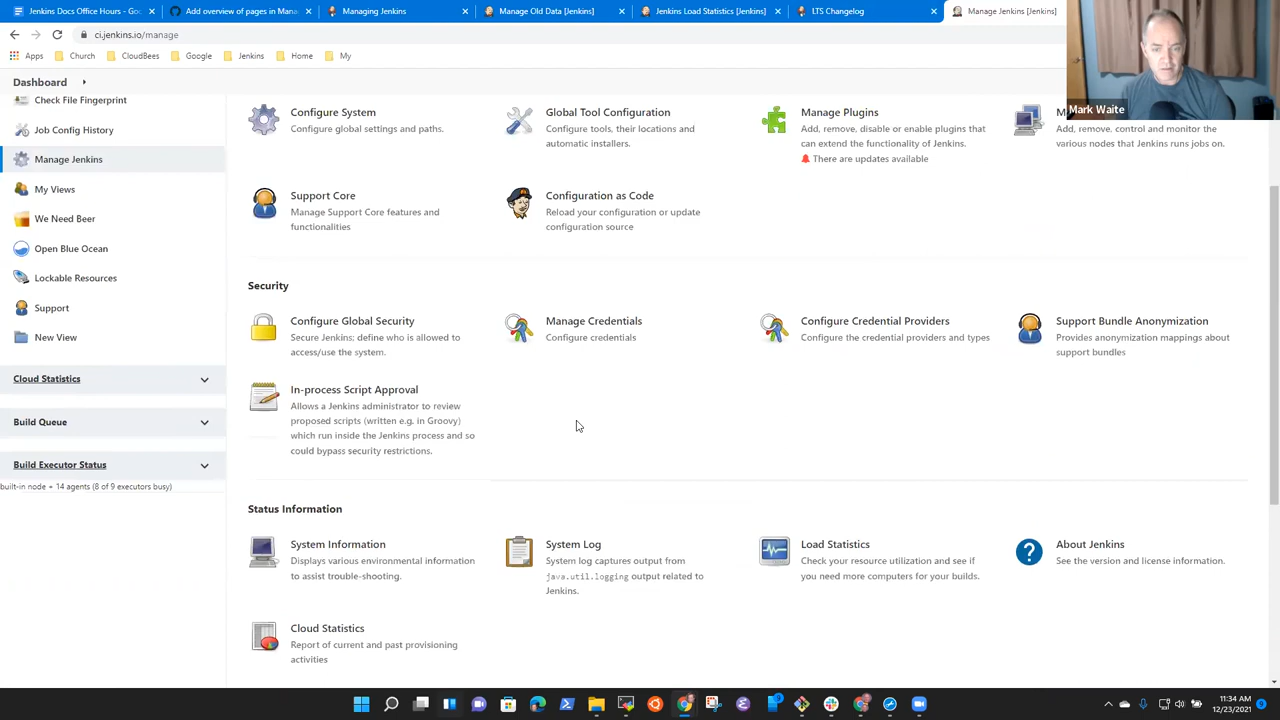 Jenkins Docs Office Hours - Goo
Add overview of pages in Mana
Managing Jenkins
Manage Old Data [Jenkins]
Jenkins Load Statistics [Jenkins]
LTS Changelog
Manage Jenkins [Jenkins]
ci.jenkins.io/manage
Apps
Church
CloudBees
Google
Jenkins
Home
My
Mark Waite
Dashboard
Check File Fingerprint
Job Config History
Manage Jenkins
My Views
We Need Beer
Open Blue Ocean
Lockable Resources
Support
New View
Cloud Statistics
Build Queue
Build Executor Status
built-in node + 14 agents (8 of 9 executors busy)
Configure System
Configure global settings and paths.
Global Tool Configuration
Configure tools, their locations and
automatic installers.
Manage Plugins
Add, remove, disable or enable plugins that
can extend the functionality of Jenkins.
There are updates available
Add, remove, control and monitor the
various nodes that Jenkins runs jobs on.
Support Core
Manage Support Core features and
functionalities
Configuration as Code
Reload your configuration or update
configuration source
Security
Configure Global Security
Secure Jenkins; define who is allowed to
access/use the system.
Manage Credentials
Configure credentials
Configure Credential Providers
Configure the credential providers and types
Support Bundle Anonymization
Provides anonymization mappings about
support bundles
In-process Script Approval
Allows a Jenkins administrator to review
proposed scripts (written e.g. in Groovy)
which run inside the Jenkins process and so
could bypass security restrictions.
Status Information
System Information
Displays various environmental information
to assist trouble-shooting.
System Log
System log captures output from
java.util.logging output related to
Jenkins.
Load Statistics
Check your resource utilization and see if
you need more computers for your builds.
About Jenkins
See the version and license information.
Cloud Statistics
Report of current and past provisioning
activities
11:34 AM
12/23/2021